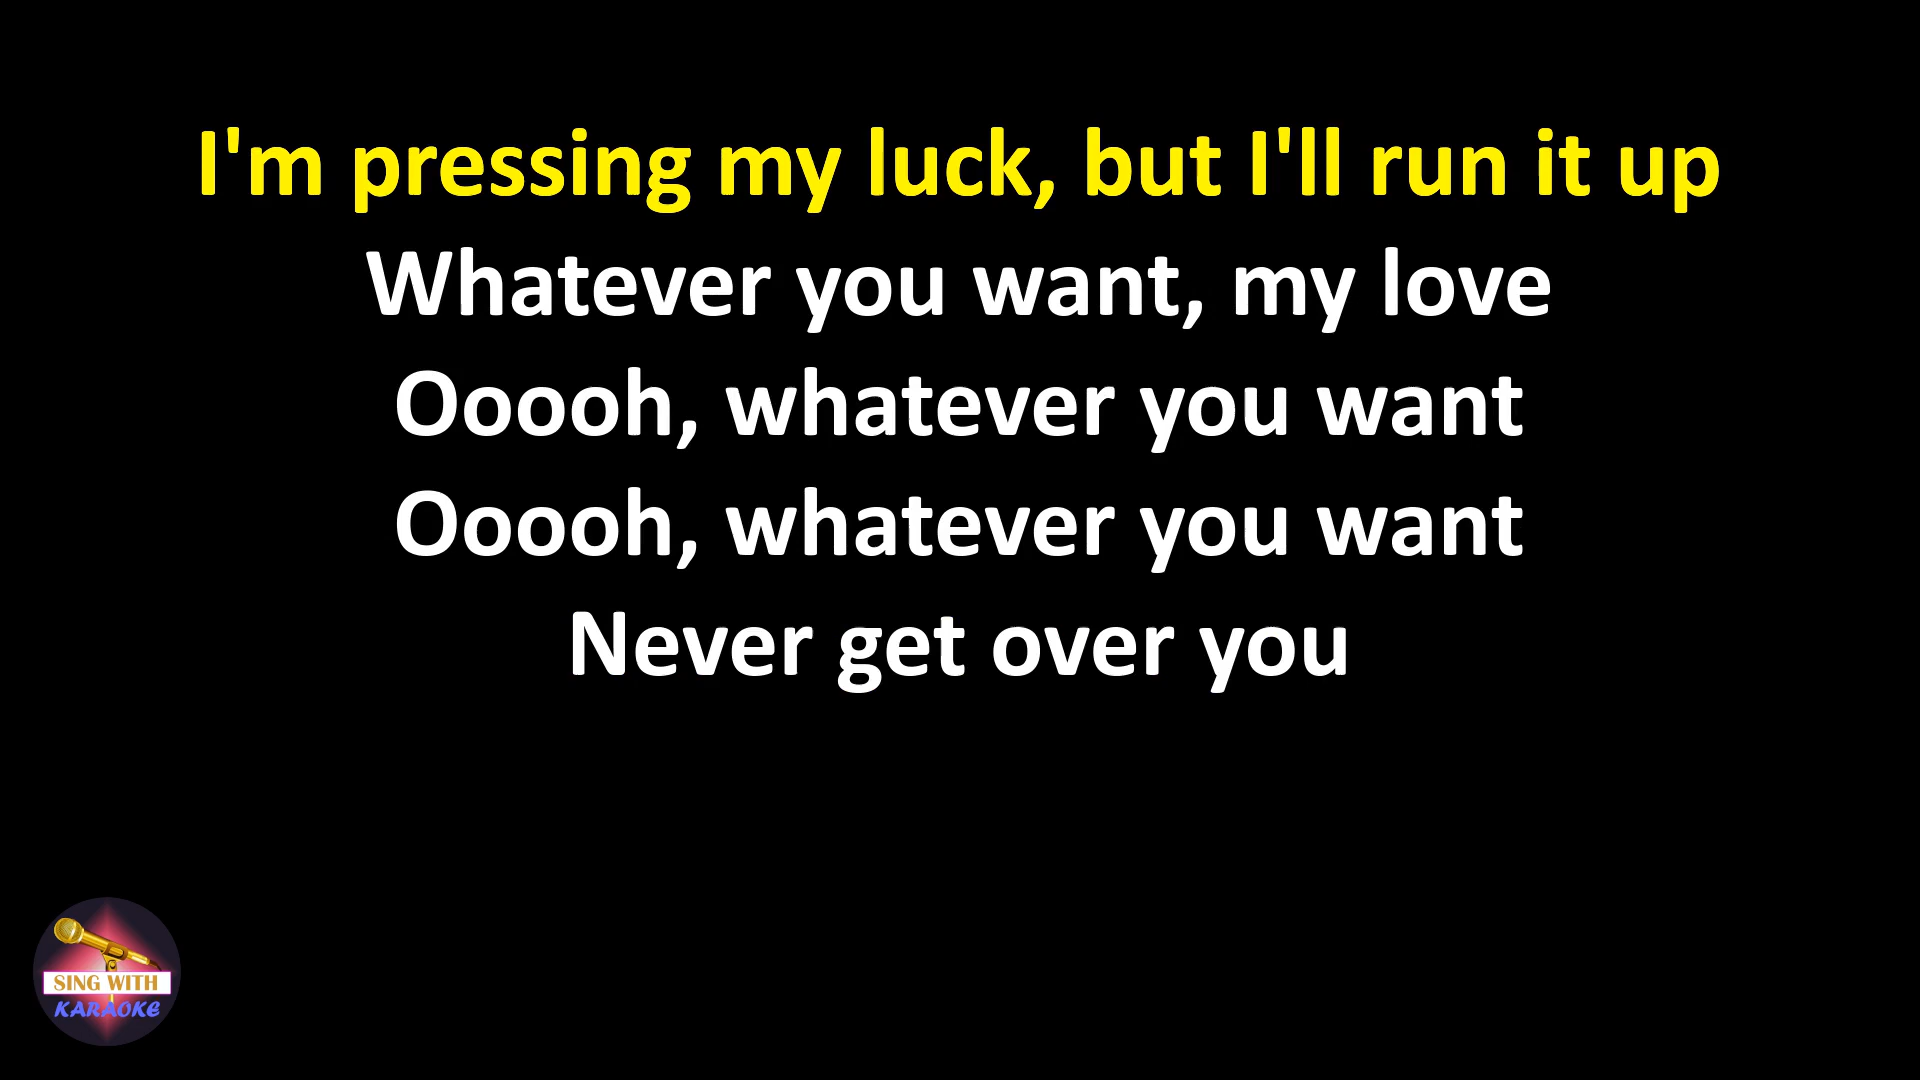 I'm pressing my luck, but I'll run it up
Whatever you want, my love
Ooooh, whatever you want
Ooooh, whatever you want
Never get over you
SING WITH
KARAOKE